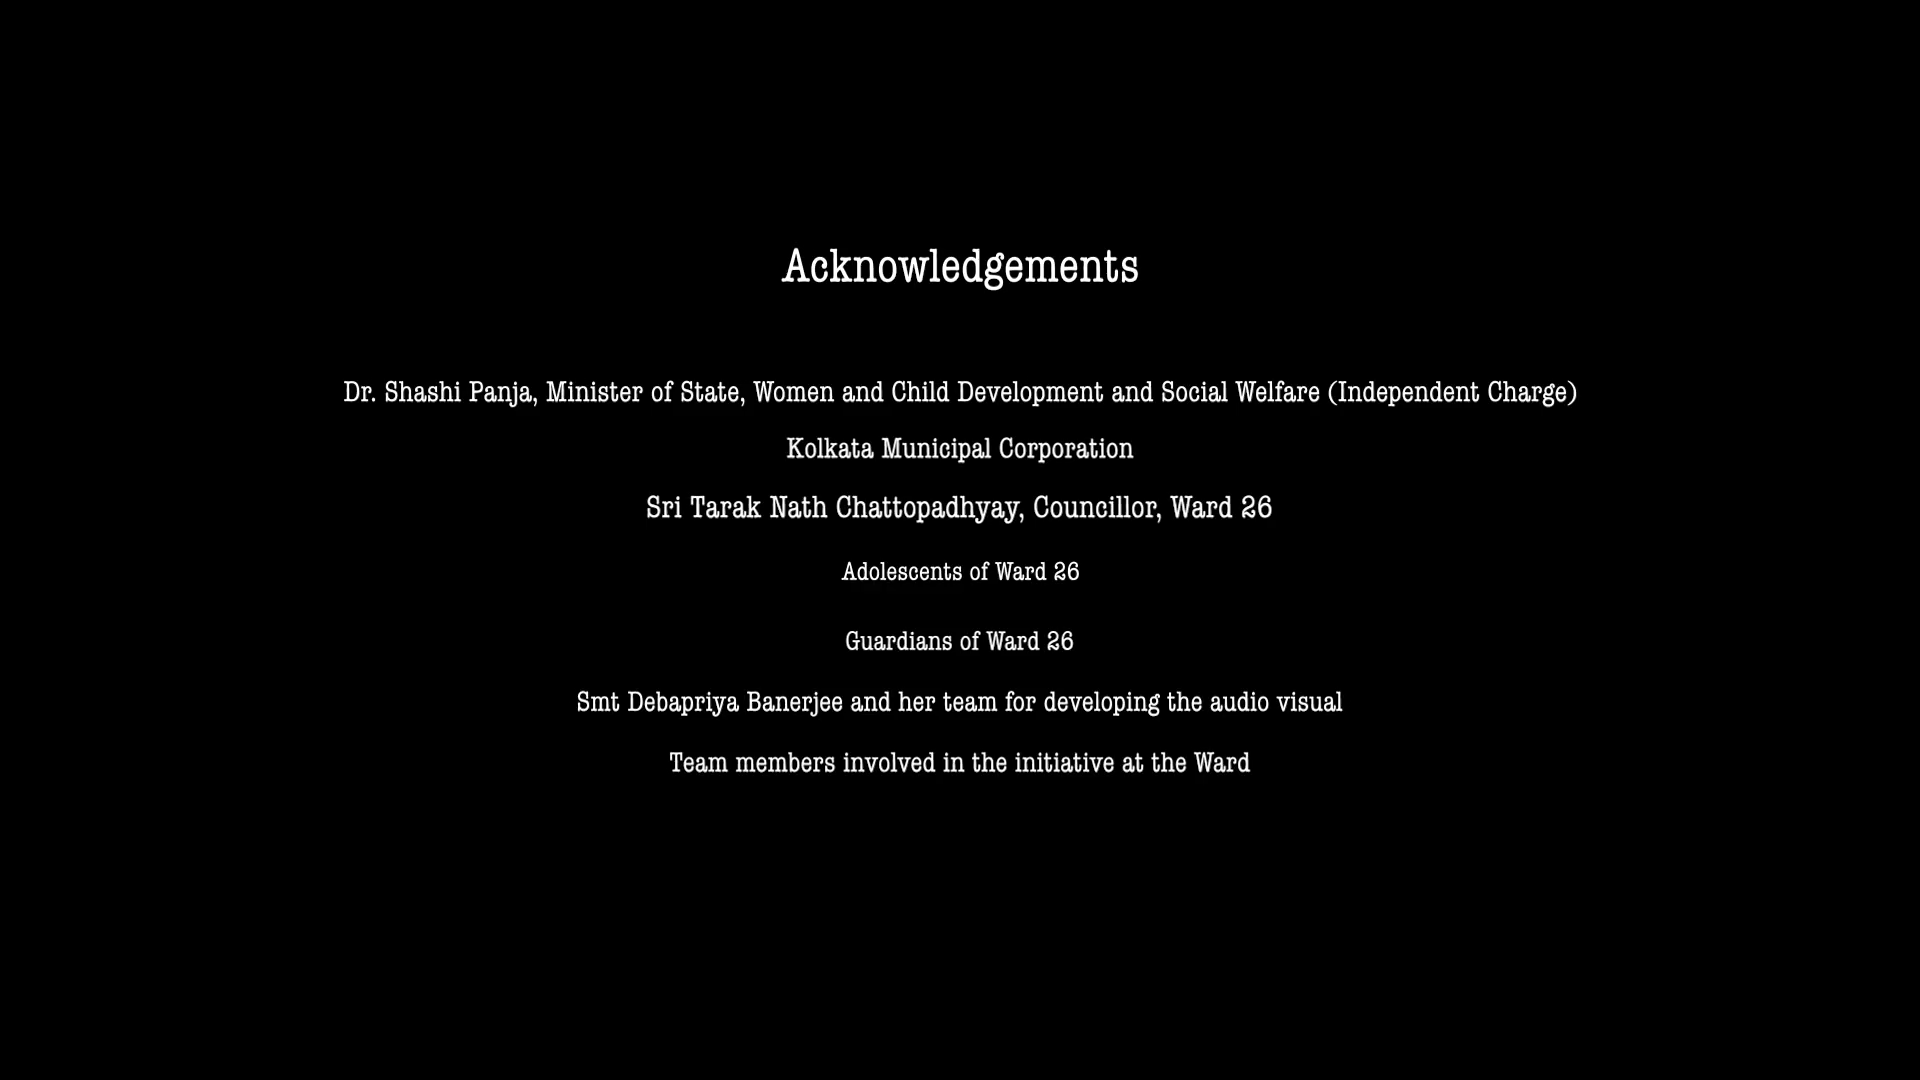 Acknowledgements
Dr. Shashi Panja, Minister of State, Women and Child Development and Social Welfare (Independent Charge)
Kolkata Municipal Corporation
Sri Tarak Nath Chattopadhyay, Councillor, Ward 26
Adolescents of Ward 26
Guardians of Ward 26
Smt Debapriya Banerjee and her team for developing the audio visual
Team members involved in the initiative at the Ward